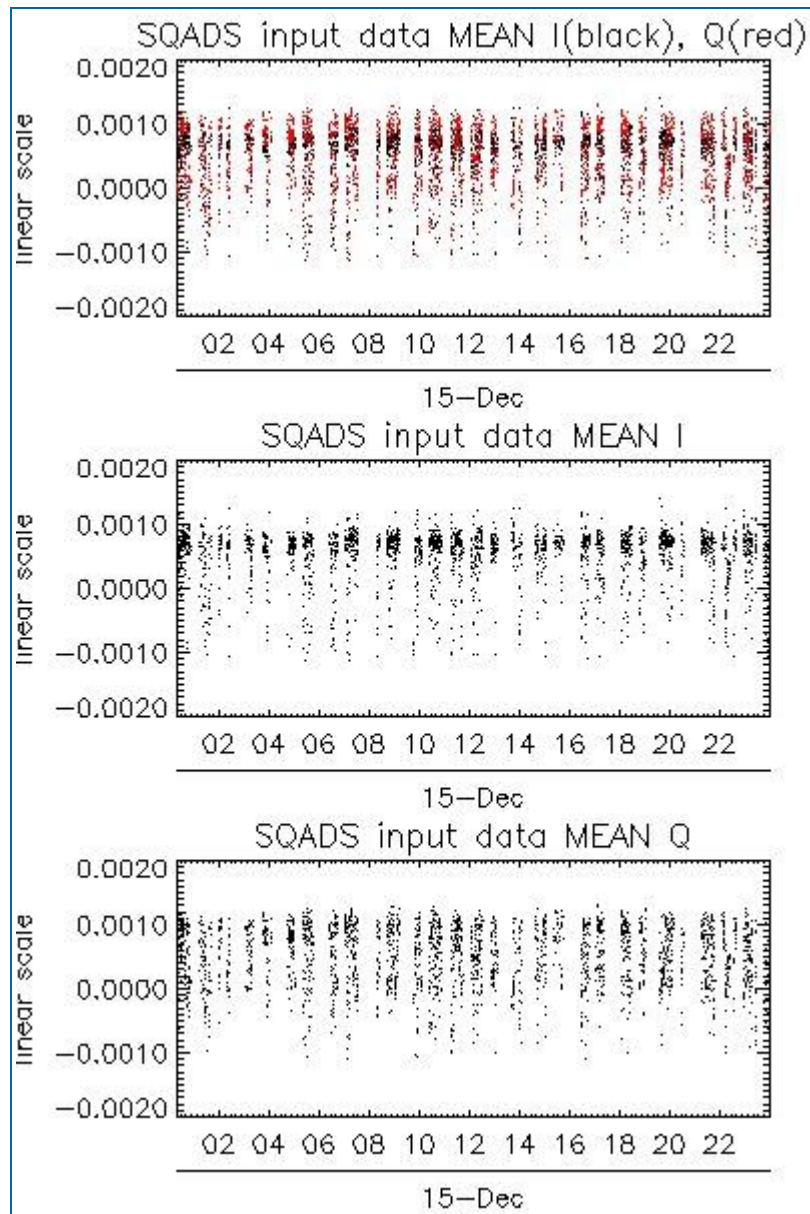 SQADS input data MEAN I(black), Q(red)
linear scale
0.0020
0.0010
0.0000
−0.0010
−0.0020
02 04 06 08 10 12 14 16 18 20 22
15−Dec
SQADS input data MEAN I
linear scale
0.0020
0.0010
0.0000
−0.0010
−0.0020
02 04 06 08 10 12 14 16 18 20 22
15−Dec
SQADS input data MEAN Q
linear scale
0.0020
0.0010
0.0000
−0.0010
−0.0020
02 04 06 08 10 12 14 16 18 20 22
15−Dec